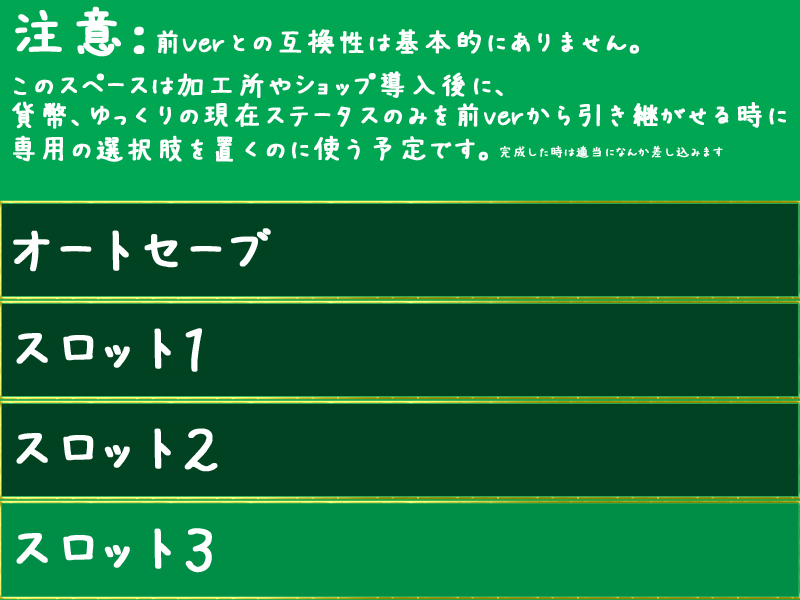 注意:前verとの互換性は基本的にありません。
このスペースは加工所やショップ導入後に、
貨幣、ゆっくりの現在ステータスのみを前verから引き継がせる時に
専用の選択肢を置くのに使う予定です。完成した時は適当になんか差し込みます
オートセーブ
スロット1
スロット2
スロット3